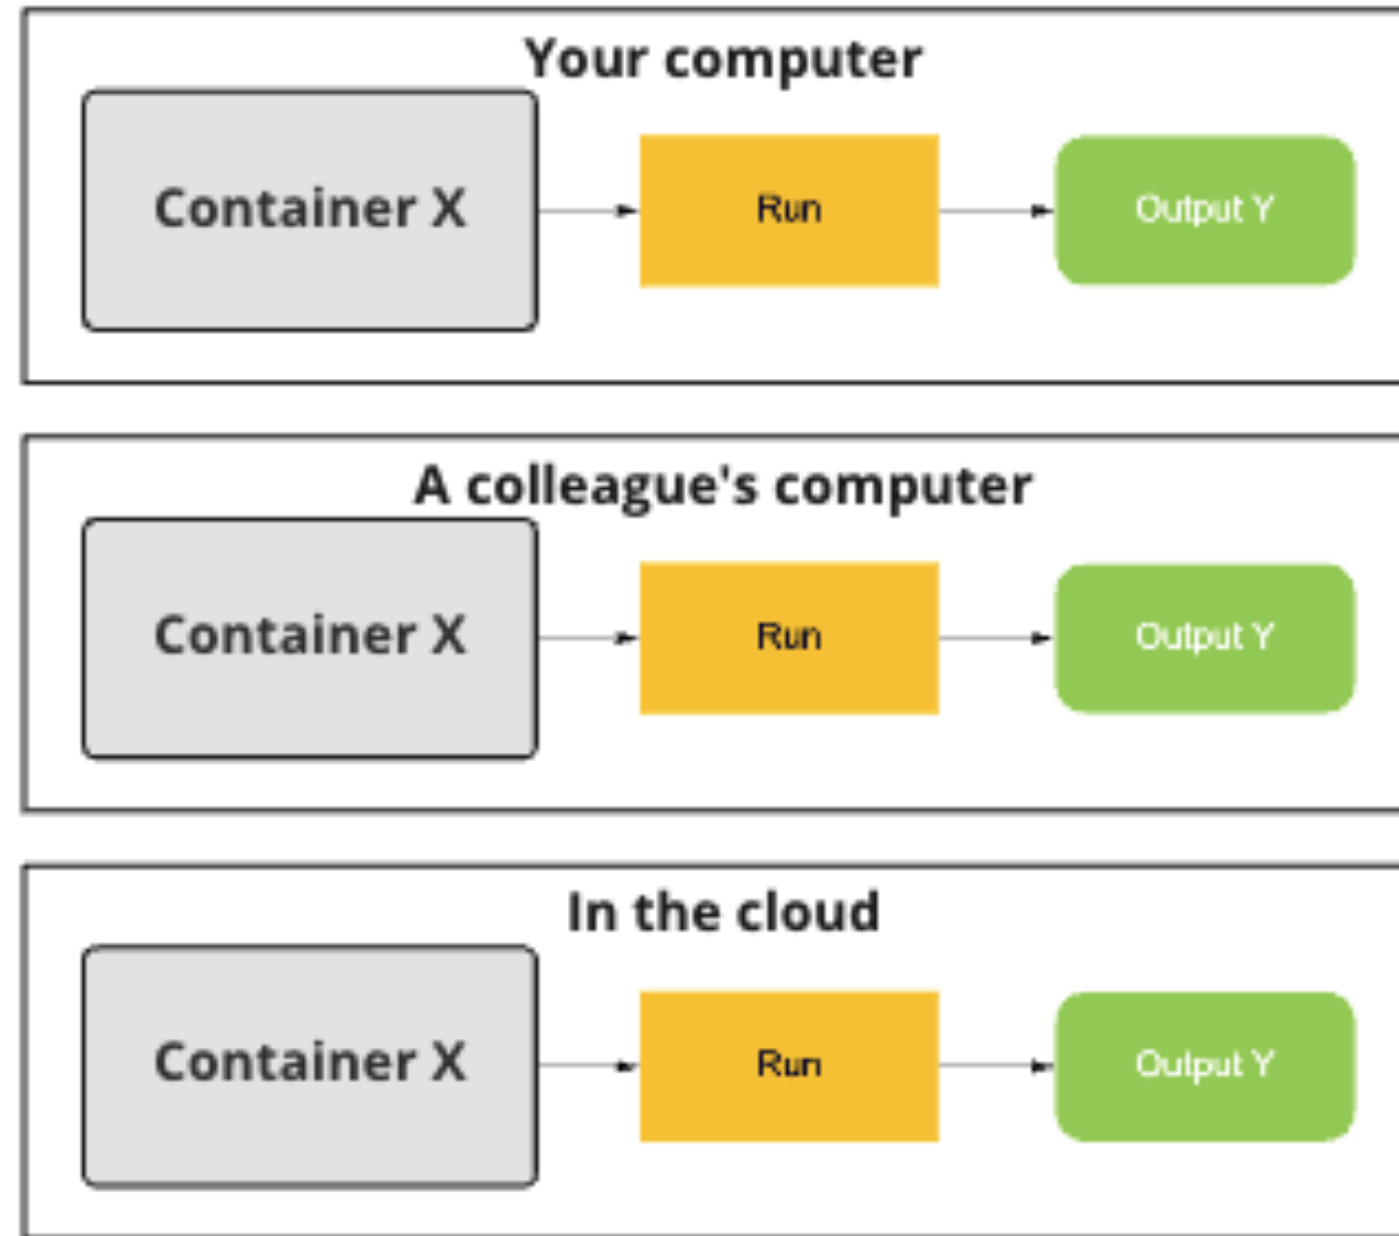 Your computer
Container X
Run
Output Y
A colleague's computer
Container X
Run
Output Y
In the cloud
Container X
Run
Output Y